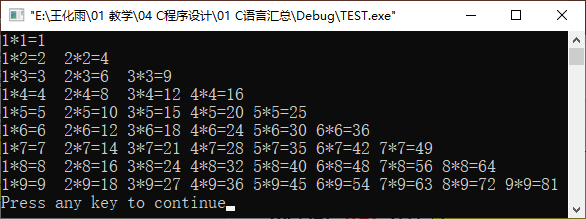 "E:\王化雨\01 教学\04 C程序设计\01 C语言汇总\Debug\TEST.exe"
1*1=1
1*2=2  2*2=4
1*3=3  2*3=6  3*3=9
1*4=4  2*4=8  3*4=12 4*4=16
1*5=5  2*5=10 3*5=15 4*5=20 5*5=25
1*6=6  2*6=12 3*6=18 4*6=24 5*6=30 6*6=36
1*7=7  2*7=14 3*7=21 4*7=28 5*7=35 6*7=42 7*7=49
1*8=8  2*8=16 3*8=24 4*8=32 5*8=40 6*8=48 7*8=56 8*8=64
1*9=9  2*9=18 3*9=27 4*9=36 5*9=45 6*9=54 7*9=63 8*9=72 9*9=81
Press any key to continue